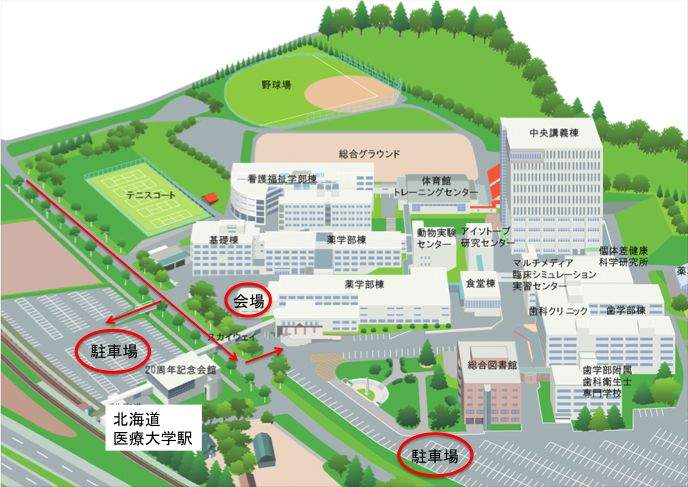 野球場
中央講義棟
総合グラウンド
看護福祉学部棟
体育館
トレーニングセンター
テニスコート
基礎棟
薬学部棟
動物実験
センター
アイソトープ
研究センター
個体差健康
科学研究所
マルチメディア
臨床シミュレーション
実習センター
薬
会場
薬学部棟
食堂棟
歯科クリニック
歯学部棟
スカイウェイ
駐車場
20周年記念会館
総合図書館
歯学部附属
歯科衛生士
専門学校
北海道
医療大学駅
駐車場